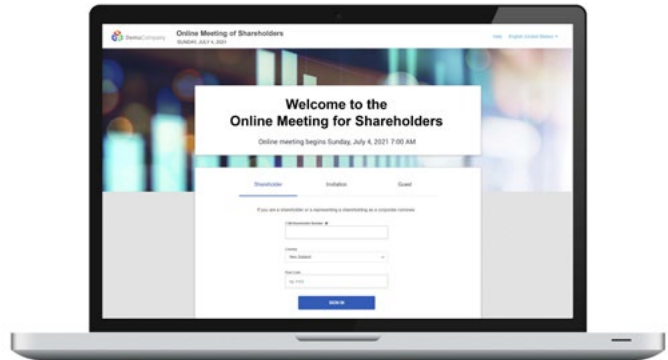 DemoCompany
Online Meeting of Shareholders
SUNDAY, JULY 4, 2021
Help English (United States)
Welcome to the
Online Meeting for Shareholders
Online meeting begins Sunday, July 4, 2021 7:00 AM
Shareholder Invitation Guest
If you are a shareholder or a representing a shareholding as a corporate nominee
Country
New Zealand
Post Code
SIGN IN